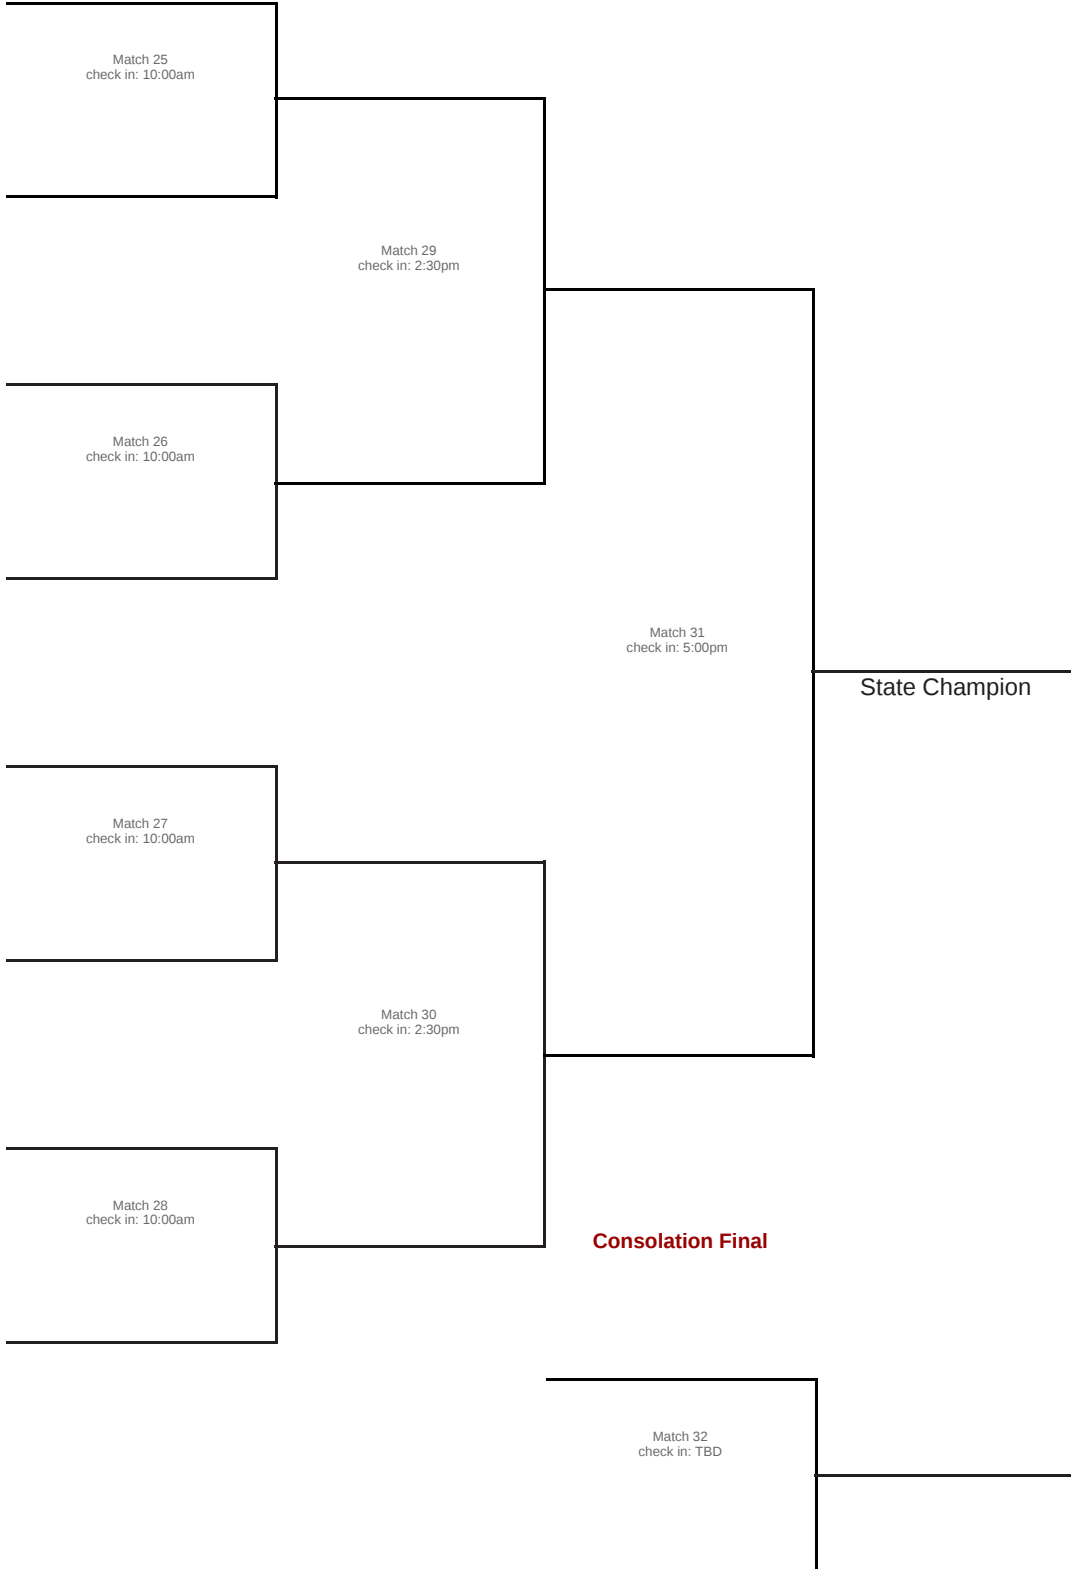 Match 25
check in: 10:00am
Match 29
check in: 2:30pm
Match 26
check in: 10:00am
Match 31
check in: 5:00pm
State Champion
Match 27
check in: 10:00am
Match 30
check in: 2:30pm
Match 28
check in: 10:00am
Consolation Final
Match 32
check in: TBD